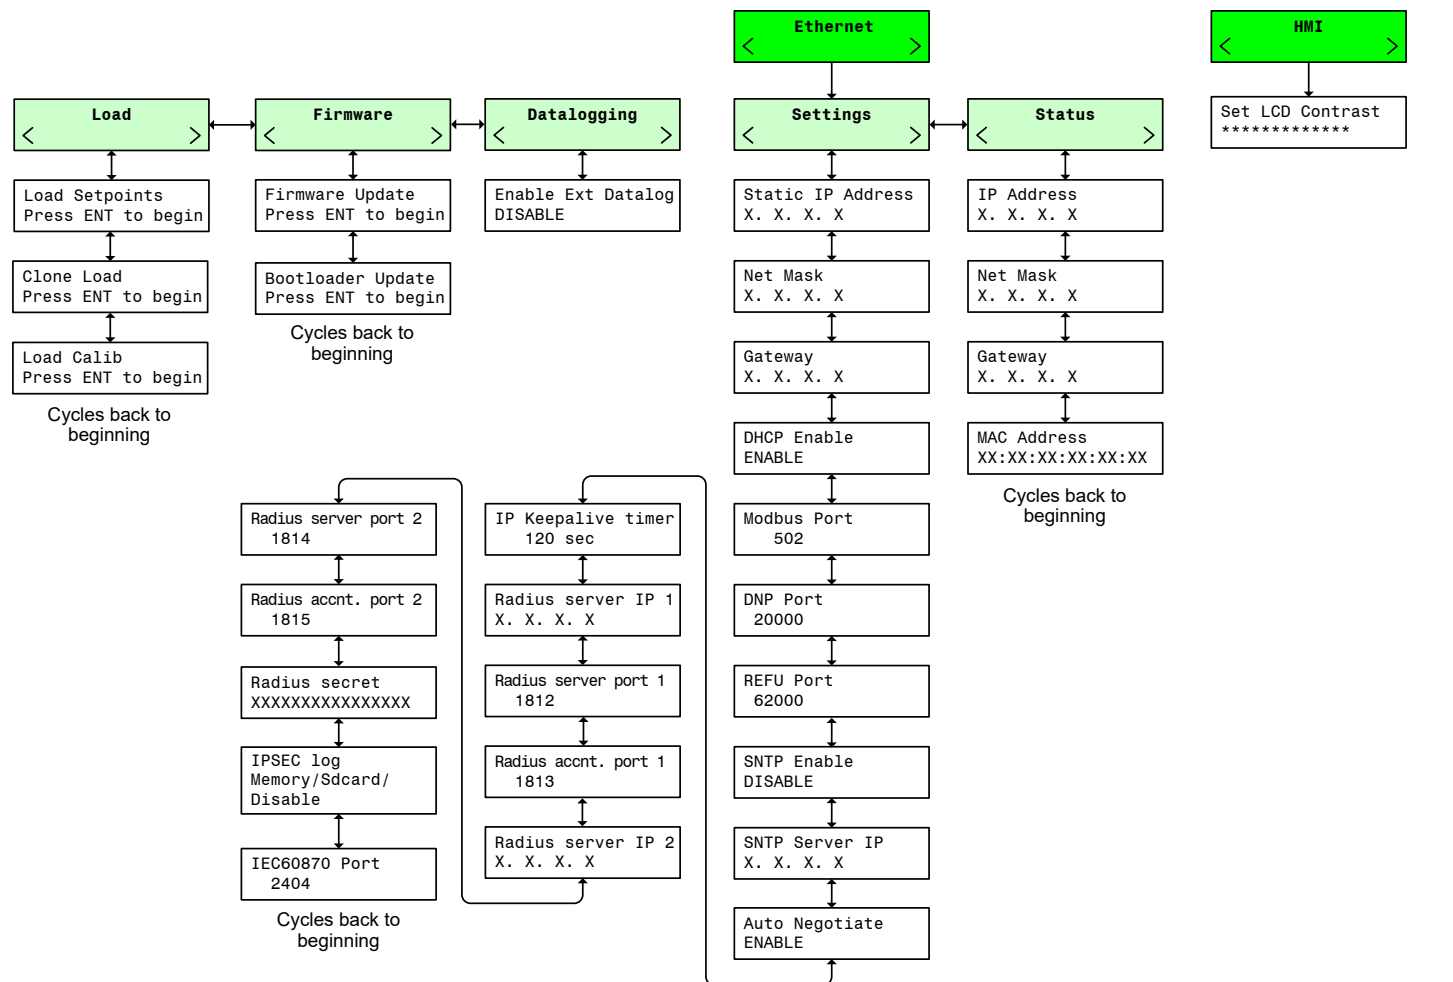 Ethernet
< >
HMI
< >
Load
< >
Firmware
< >
Datalogging
< >
Settings
< >
Status
< >
Set LCD Contrast
*************
Load Setpoints
Press ENT to begin
Clone Load
Press ENT to begin
Load Calib
Press ENT to begin
Cycles back to
beginning
Firmware Update
Press ENT to begin
Bootloader Update
Press ENT to begin
Cycles back to
beginning
Enable Ext Datalog
DISABLE
Static IP Address
X. X. X. X
Net Mask
X. X. X. X
Gateway
X. X. X. X
DHCP Enable
ENABLE
Modbus Port
502
DNP Port
20000
REFU Port
62000
SNTP Enable
DISABLE
SNTP Server IP
X. X. X. X
Auto Negotiate
ENABLE
IP Keepalive timer
120 sec
Radius server IP 1
X. X. X. X
Radius server port 1
1812
Radius accnt. port 1
1813
Radius server IP 2
X. X. X. X
Radius server port 2
1814
Radius accnt. port 2
1815
Radius secret
XXXXXXXXXXXXXXXX
IPSEC log
Memory/Sdcard/
Disable
IEC60870 Port
2404
Cycles back to
beginning
IP Address
X. X. X. X
Net Mask
X. X. X. X
Gateway
X. X. X. X
MAC Address
XX:XX:XX:XX:XX:XX
Cycles back to
beginning